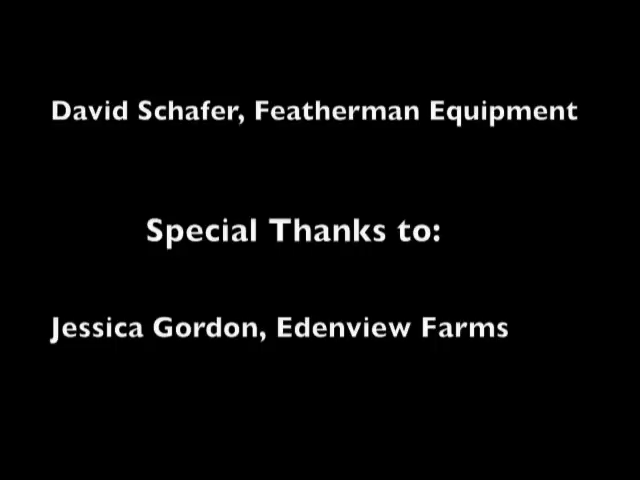 David Schafer, Featherman Equipment
Special Thanks to:
Jessica Gordon, Edenview Farms